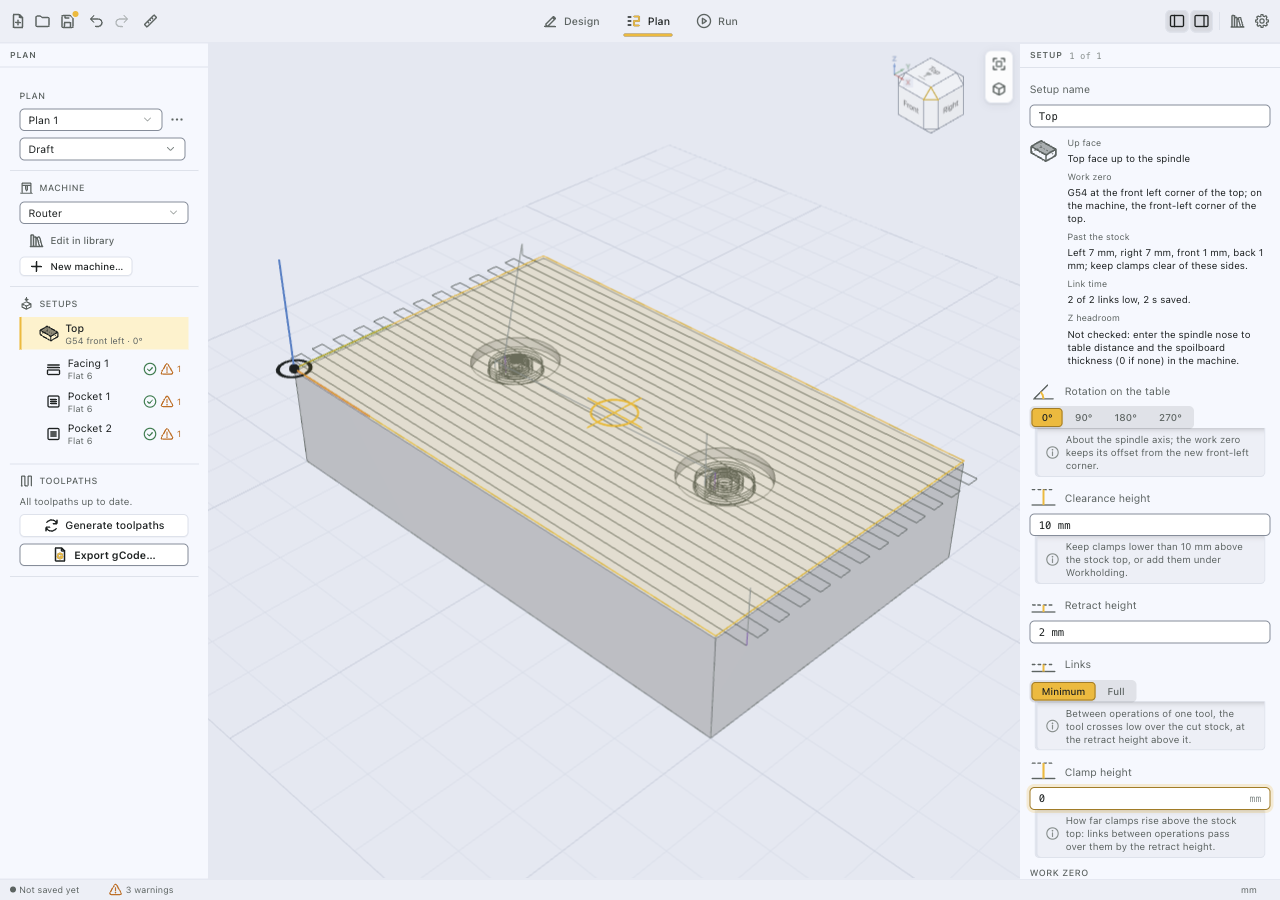 Design
Plan
Run
PLAN
PLAN
Plan 1
Draft
MACHINE
Router
Edit in library
New machine...
SETUPS
Top
G54 front left · 0°
Facing 1
Flat 6
1
Pocket 1
Flat 6
1
Pocket 2
Flat 6
1
TOOLPATHS
All toolpaths up to date.
Generate toolpaths
Export gCode...
Not saved yet
3 warnings
Z
X
Front
Right
SETUP 1 of 1
Setup name
Top
Up face
Top face up to the spindle
Work zero
G54 at the front left corner of the top; on
the machine, the front-left corner of the
top.
Past the stock
Left 7 mm, right 7 mm, front 1 mm, back 1
mm; keep clamps clear of these sides.
Link time
2 of 2 links low, 2 s saved.
Z headroom
Not checked: enter the spindle nose to
table distance and the spoilboard
thickness (0 if none) in the machine.
Rotation on the table
0° 90° 180° 270°
About the spindle axis; the work zero
keeps its offset from the new front-left
corner.
Clearance height
10 mm
Keep clamps lower than 10 mm above
the stock top, or add them under
Workholding.
Retract height
2 mm
Links
Minimum Full
Between operations of one tool, the
tool crosses low over the cut stock, at
the retract height above it.
Clamp height
0 mm
How far clamps rise above the stock
top: links between operations pass
over them by the retract height.
WORK ZERO
mm